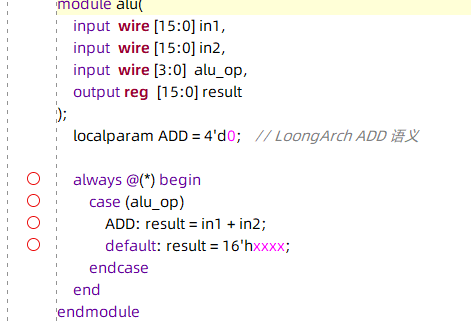 module alu(
input wire [15:0] in1,
input wire [15:0] in2,
input wire [3:0] alu_op,
output reg [15:0] result
);
localparam ADD = 4'd0; // LoongArch ADD 语义
always @(*) begin
case (alu_op)
ADD: result = in1 + in2;
default: result = 16'hxxxx;
endcase
end
endmodule